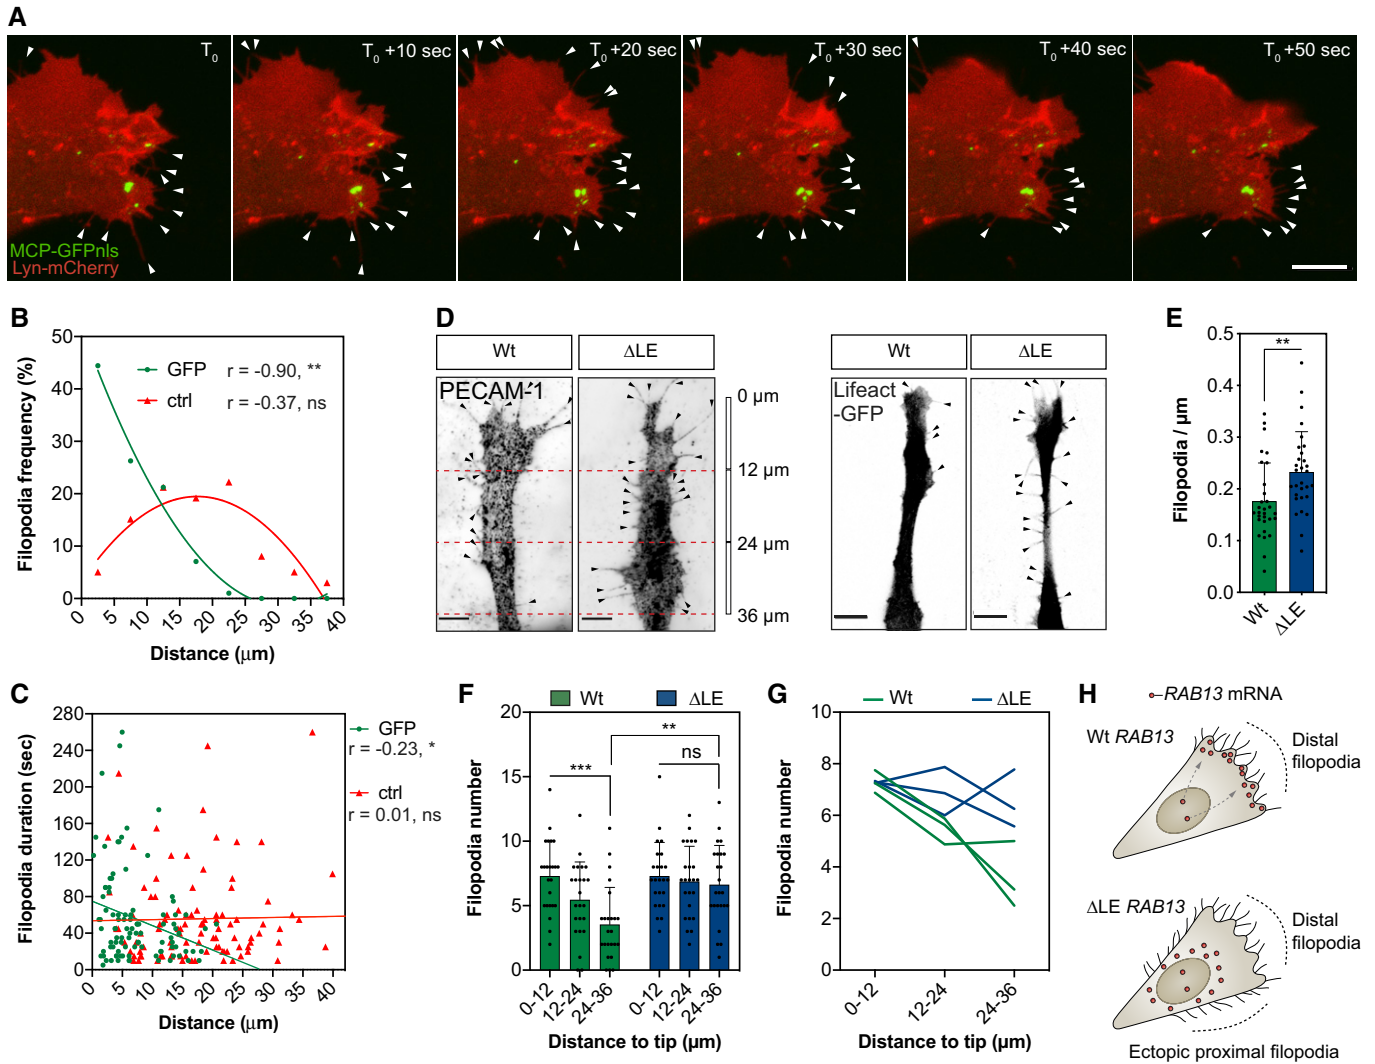 A
T0
T0 +10 sec
T0 +20 sec
T0 +30 sec
T0 +40 sec
T0 +50 sec
MCP-GFPnls
Lyn-mCherry
B
Filopodia frequency (%)
50
40
30
20
10
0
GFP r = -0.90, **
ctrl r = -0.37, ns
0 5 10 15 20 25 30 35 40
Distance (µm)
C
Filopodia duration (sec)
280
240
200
160
120
80
40
0
GFP
r = -0.23, *
ctrl
r = 0.01, ns
0 5 10 15 20 25 30 35 40
Distance (µm)
D
Wt
ΔLE
PECAM-1
0 µm
12 µm
24 µm
36 µm
Wt
ΔLE
Lifeact
-GFP
E
Filopodia / µm
0.5
0.4
0.3
0.2
0.1
0.0
**
Wt
ΔLE
F
Wt
ΔLE
Filopodia number
20
15
10
5
0
***
**
ns
0-12 12-24 24-36 0-12 12-24 24-36
Distance to tip (µm)
G
Wt
ΔLE
Filopodia number
10
8
6
4
2
0
0-12 12-24 24-36
Distance to tip (µm)
H
RAB13 mRNA
Wt RAB13
Distal
filopodia
ΔLE RAB13
Distal
filopodia
Ectopic proximal filopodia